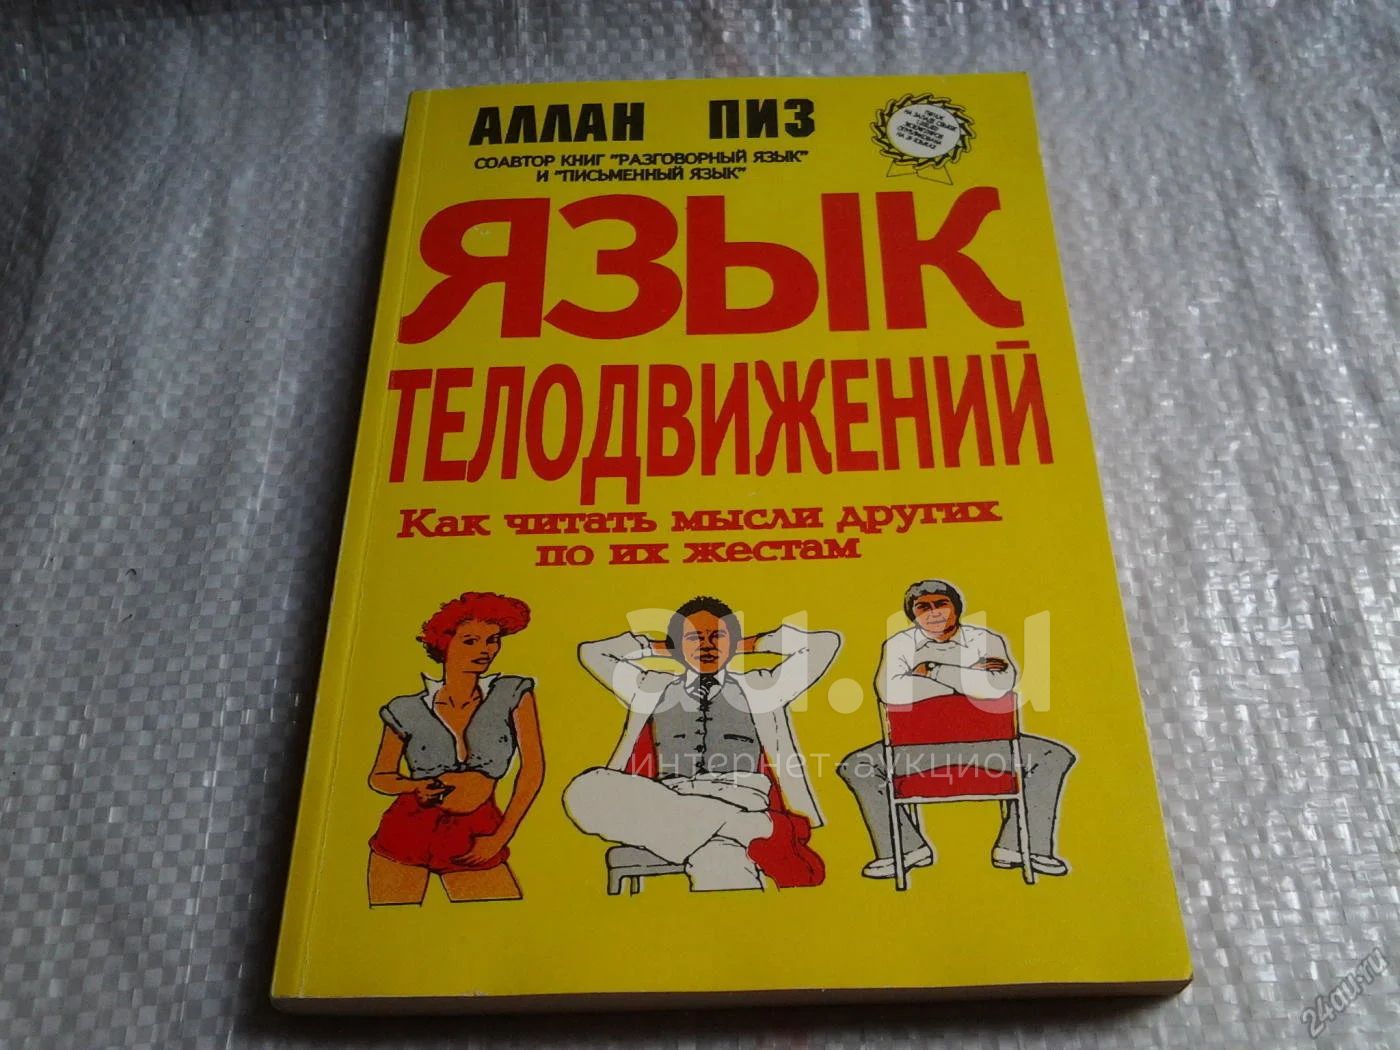 АЛЛАН ПИЗ
СОАВТОР КНИГ "РАЗГОВОРНЫЙ ЯЗЫК"
И "ПИСЬМЕННЫЙ ЯЗЫК"
ЯЗЫК
ТЕЛОДВИЖЕНИЙ
Как читать мысли других
по их жестам
au.ru
интернет-аукцион
24au.ru